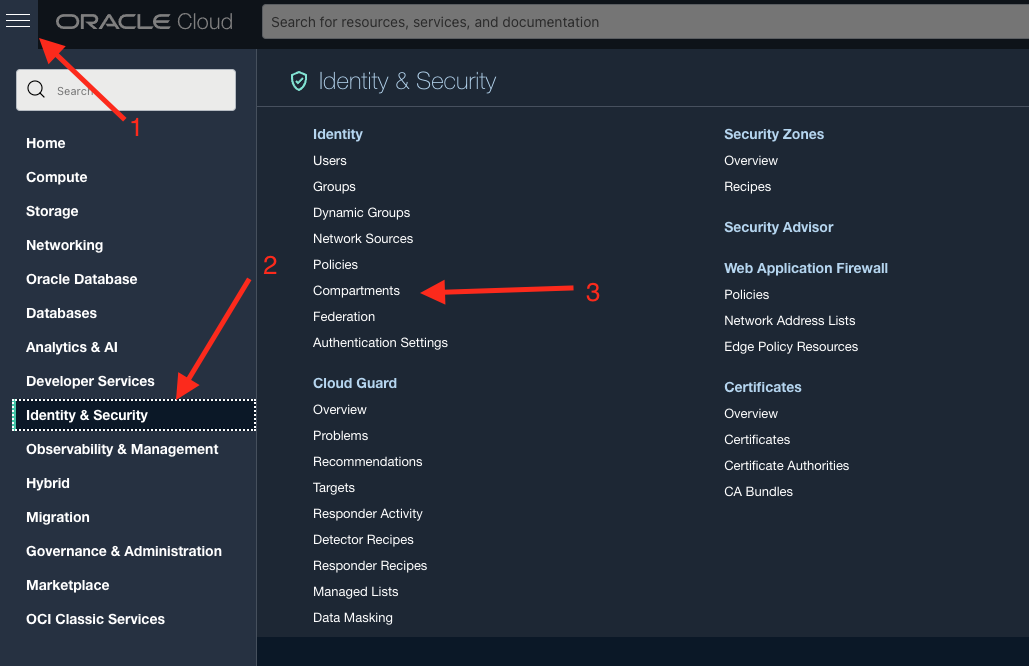 ORACLE Cloud
Search for resources, services, and documentation
Search
1
Home
Compute
Storage
Networking
Oracle Database
Databases
Analytics & AI
Developer Services
Identity & Security
Observability & Management
Hybrid
Migration
Governance & Administration
Marketplace
OCI Classic Services
2
Identity & Security
Identity
Users
Groups
Dynamic Groups
Network Sources
Policies
Compartments
3
Federation
Authentication Settings
Cloud Guard
Overview
Problems
Recommendations
Targets
Responder Activity
Detector Recipes
Responder Recipes
Managed Lists
Data Masking
Security Zones
Overview
Recipes
Security Advisor
Web Application Firewall
Policies
Network Address Lists
Edge Policy Resources
Certificates
Overview
Certificates
Certificate Authorities
CA Bundles